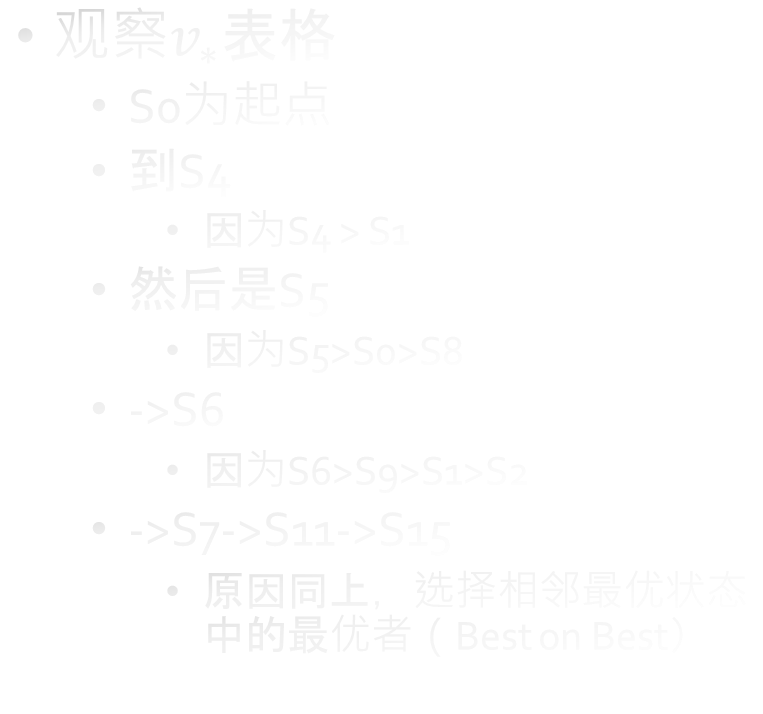 • 观察v*表格
• S0为起点
• 到S4
• 因为S4 > S1
• 然后是S5
• 因为S5>S0>S8
• ->S6
• 因为S6>S9>S1>S2
• ->S7->S11->S15
• 原因同上， 选择相邻最优状态
中的最优者（Best on Best）